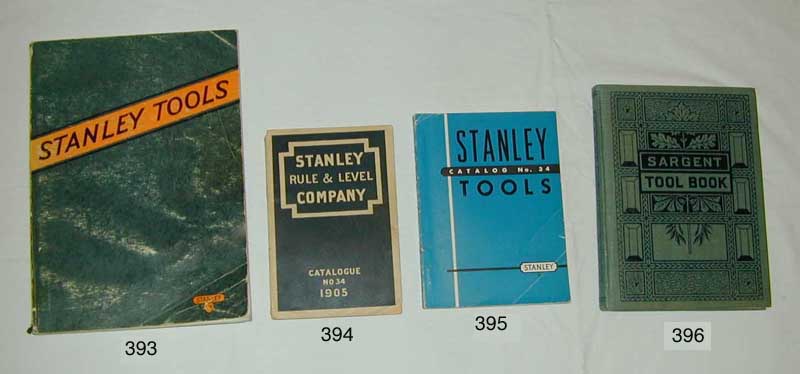 STANLEY TOOLS
STANLEY
393
STANLEY
RULE & LEVEL
COMPANY
CATALOGUE
NO 34
1905
394
STANLEY
CATALOG No. 34
TOOLS
STANLEY
395
SARGENT
TOOL BOOK
396